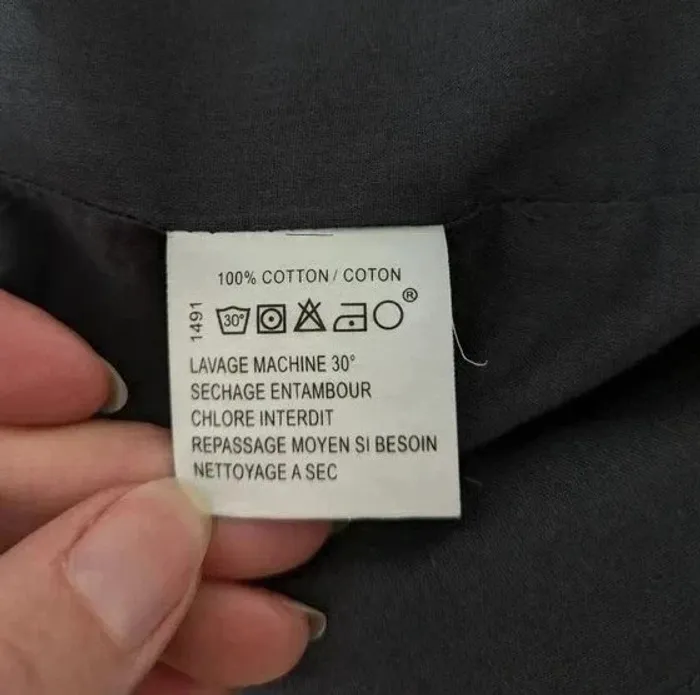 100% COTTON / COTON
1491
30°
®
LAVAGE MACHINE 30°
SECHAGE ENTAMBOUR
CHLORE INTERDIT
REPASSAGE MOYEN SI BESOIN
NETTOYAGE A SEC